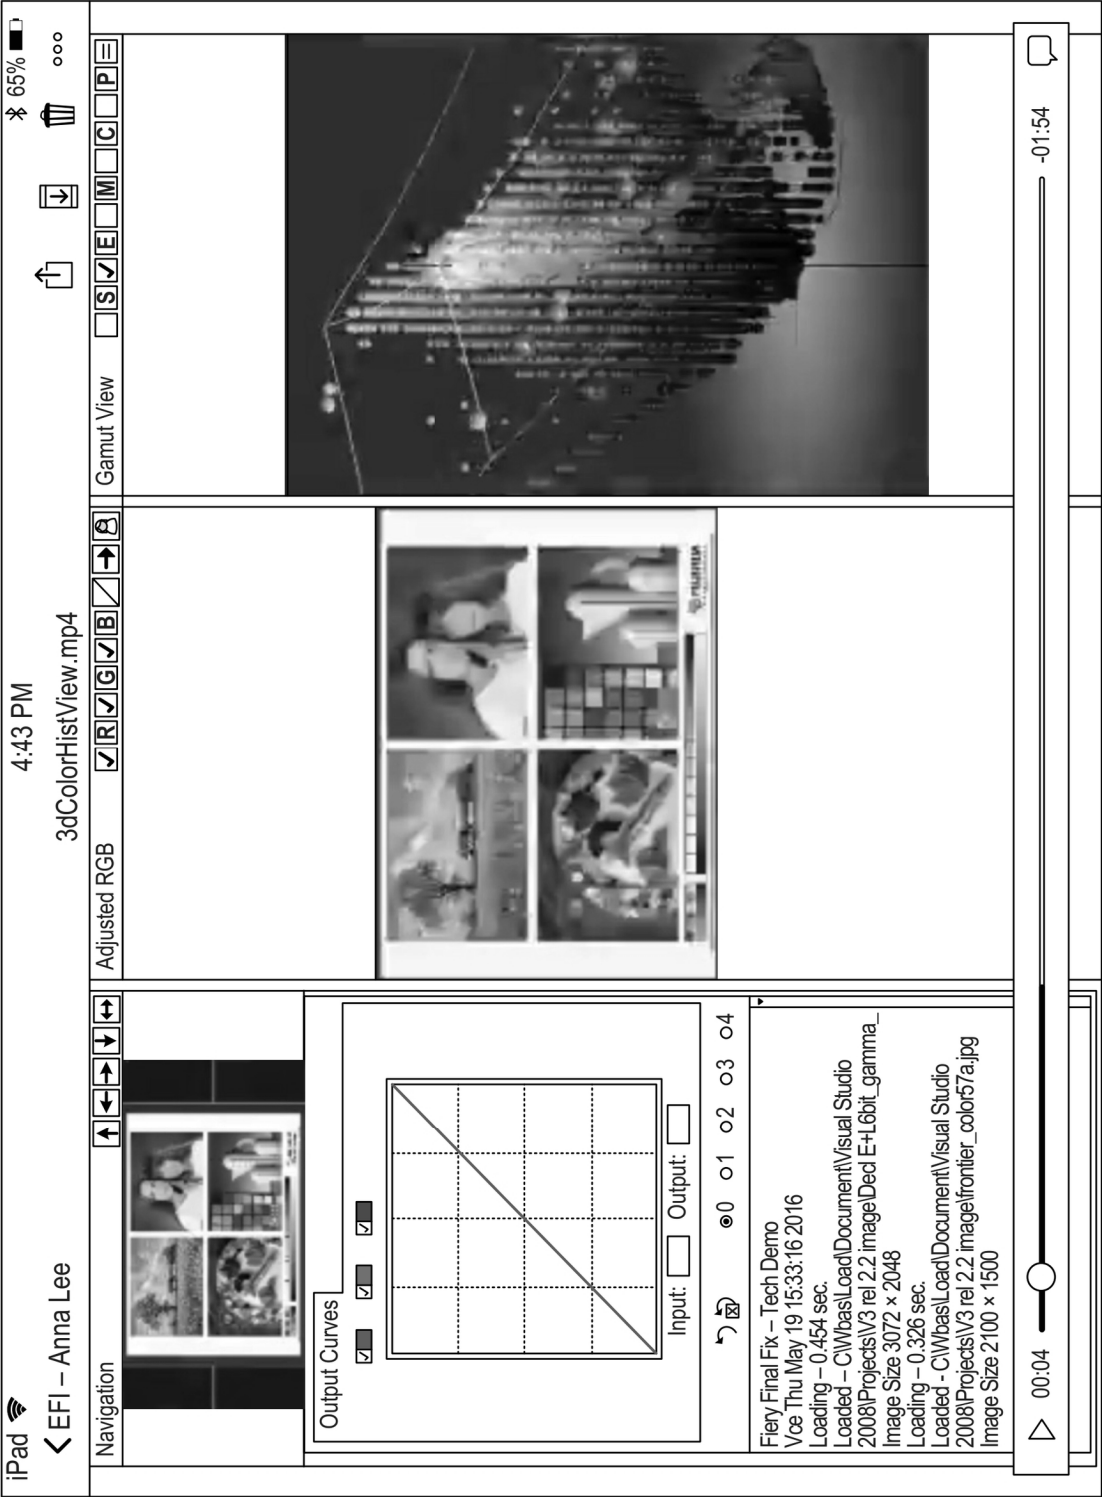 iPad 4:43 PM 65%
EFI – Anna Lee 3dColorHistView.mp4
Navigation
Adjusted RGB R G B
Gamut View S E M C P
Output Curves
Input: Output:
0 1 2 3 4
Fiery Final Fix – Tech Demo
Vce Thu May 19 15:33:16 2016
Loading – 0.454 sec.
Loaded – C\Wbas\Load\Document\Visual Studio
2008\Projects\V3 rel 2.2 image\Ded E+L6bit_gamma_
Image Size 3072 × 2048
Loading – 0.326 sec.
Loaded - C\Wbas\Load\Document\Visual Studio
2008\Projects\V3 rel 2.2 image\frontier_color57a.jpg
Image Size 2100 × 1500
00:04 -01:54